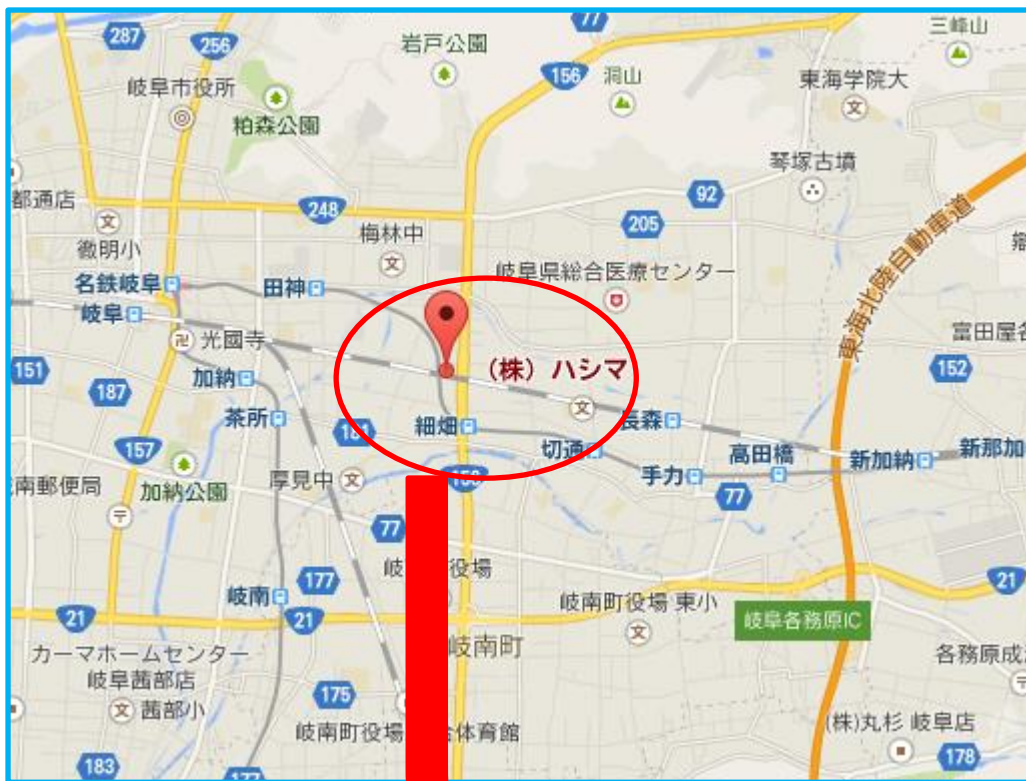 77
三峰山
287
岩戸公園
256
156
洞山
東海学院大
岐阜市役所
柏森公園
琴塚古墳
都通店
248
92
205
徹明小
梅林中
名鉄岐阜
田神
岐阜県総合医療センター
岐阜
光國寺
(株)ハシマ
東海北陸自動車道
富田屋名
151
加納
152
187
茶所
細畑
長森
切通
高田橋
157
新加納
新那加
加納公園
厚見中
手力
南郵便局
77
77
岐
役場
177
岐南
21
21
21
岐南町役場 東小
岐阜各務原IC
岐南町
カーマホームセンター
岐阜茜部店
各務原成
175
茜部小
岐南町役場
合体育館
(株)丸杉 岐阜店
183
178